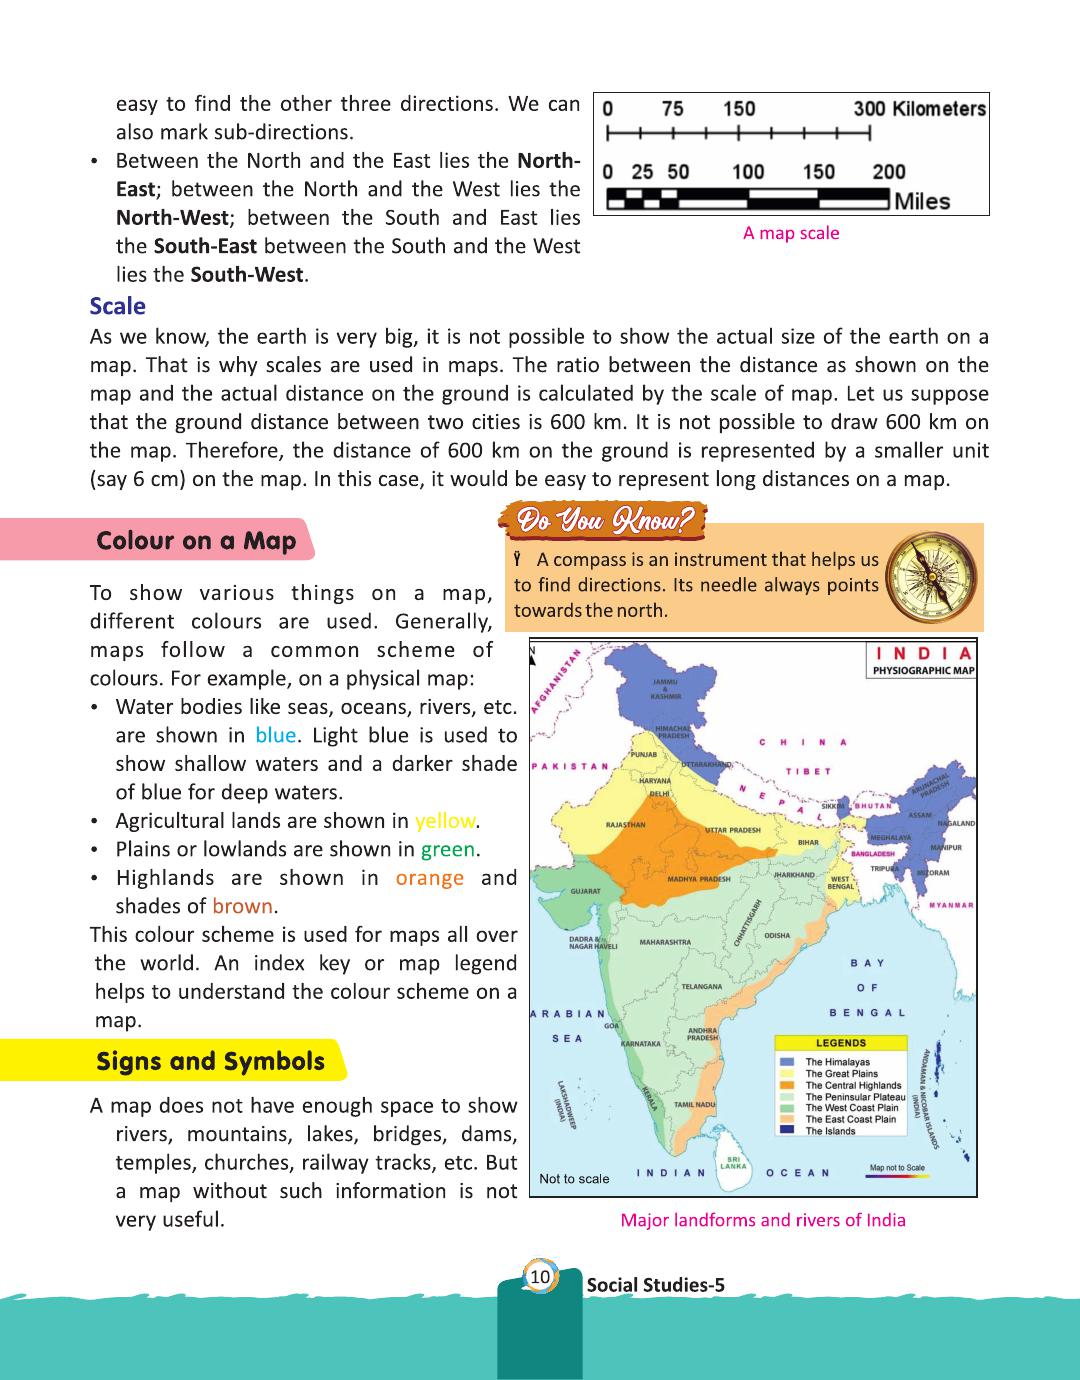 easy to find the other three directions. We can
also mark sub-directions.
• Between the North and the East lies the North-
East; between the North and the West lies the
North-West; between the South and East lies
the South-East between the South and the West
lies the South-West.
0 75 150 300 Kilometers
0 25 50 100 150 200
Miles
A map scale
Scale
As we know, the earth is very big, it is not possible to show the actual size of the earth on a
map. That is why scales are used in maps. The ratio between the distance as shown on the
map and the actual distance on the ground is calculated by the scale of map. Let us suppose
that the ground distance between two cities is 600 km. It is not possible to draw 600 km on
the map. Therefore, the distance of 600 km on the ground is represented by a smaller unit
(say 6 cm) on the map. In this case, it would be easy to represent long distances on a map.
Colour on a Map
To show various things on a map,
different colours are used. Generally,
maps follow a common scheme of
colours. For example, on a physical map:
• Water bodies like seas, oceans, rivers, etc.
are shown in blue. Light blue is used to
show shallow waters and a darker shade
of blue for deep waters.
• Agricultural lands are shown in yellow.
• Plains or lowlands are shown in green.
• Highlands are shown in orange and
shades of brown.
This colour scheme is used for maps all over
the world. An index key or map legend
helps to understand the colour scheme on a
map.
Signs and Symbols
A map does not have enough space to show
rivers, mountains, lakes, bridges, dams,
temples, churches, railway tracks, etc. But
a map without such information is not
very useful.
Do You Know?
Ÿ A compass is an instrument that helps us
to find directions. Its needle always points
towards the north.
N
INDIA
PHYSIOGRAPHIC MAP
AFGHANISTAN
JAMMU
&
KASHMIR
HIMACHAL
PRADESH
CHINA
PUNJAB
PAKISTAN
UTTARAKHAND
TIBET
HARYANA
DELHI
NEPAL
ARUNACHAL
PRADESH
SIKKIM
BHUTAN
RAJASTHAN
UTTAR PRADESH
ASSAM
NAGALAND
BIHAR
MEGHALAYA
MANIPUR
BANGLADESH
MADHYA PRADESH
JHARKHAND
WEST
BENGAL
TRIPURA
MIZORAM
GUJARAT
MYANMAR
CHHATTISGARH
DADRA &
NAGAR HAVELI
MAHARASHTRA
ODISHA
BAY
OF
BENGAL
TELANGANA
ARABIAN
SEA
GOA
KARNATAKA
ANDHRA
PRADESH
LEGENDS
The Himalayas
The Great Plains
The Central Highlands
The Peninsular Plateau
The West Coast Plain
The East Coast Plain
The Islands
ANDAMAN & NICOBAR ISLANDS
(INDIA)
LAKSHADWEEP
(INDIA)
KERALA
TAMIL NADU
SRI
LANKA
INDIAN OCEAN
Map not to Scale
Not to scale
Major landforms and rivers of India
10
Social Studies-5